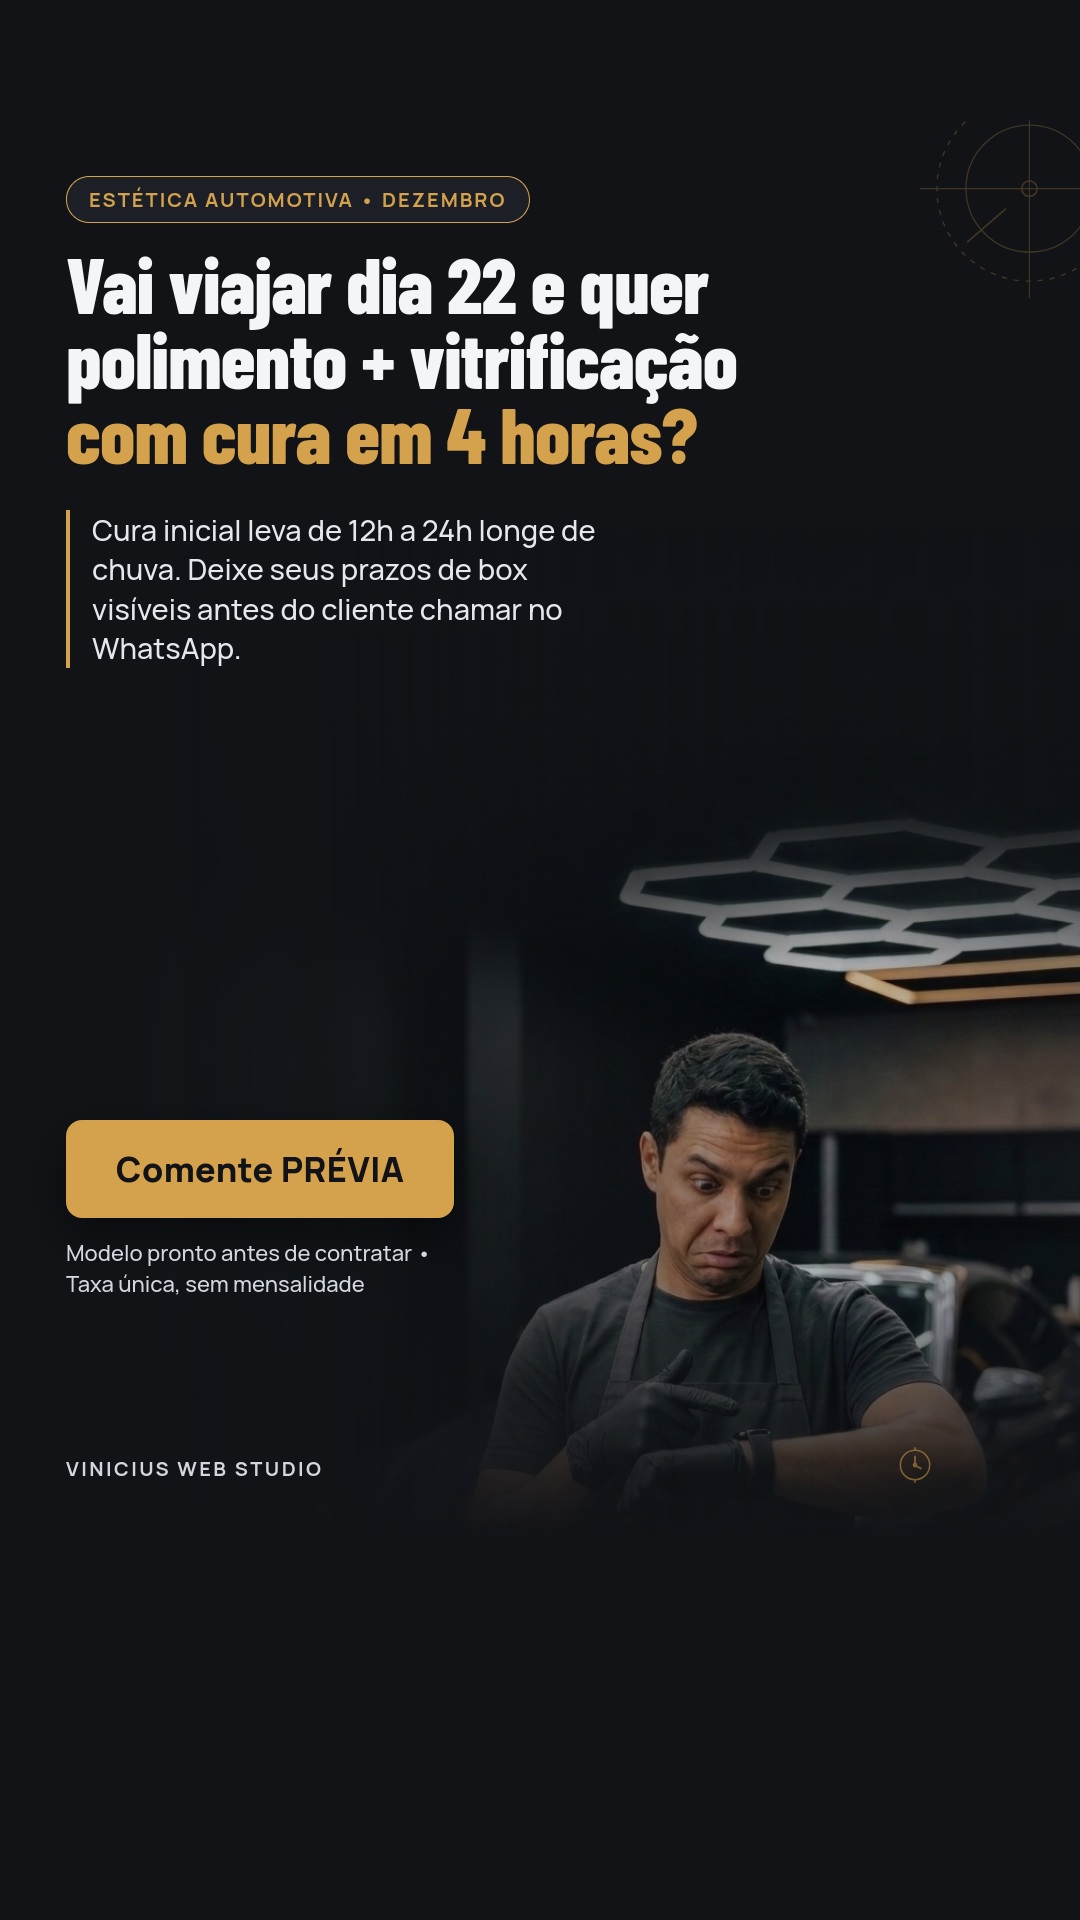 ESTÉTICA AUTOMOTIVA • DEZEMBRO
Vai viajar dia 22 e quer
polimento + vitrificação
com cura em 4 horas?
Cura inicial leva de 12h a 24h longe de
chuva. Deixe seus prazos de box
visíveis antes do cliente chamar no
WhatsApp.
Comente PRÉVIA
Modelo pronto antes de contratar •
Taxa única, sem mensalidade
VINICIUS WEB STUDIO